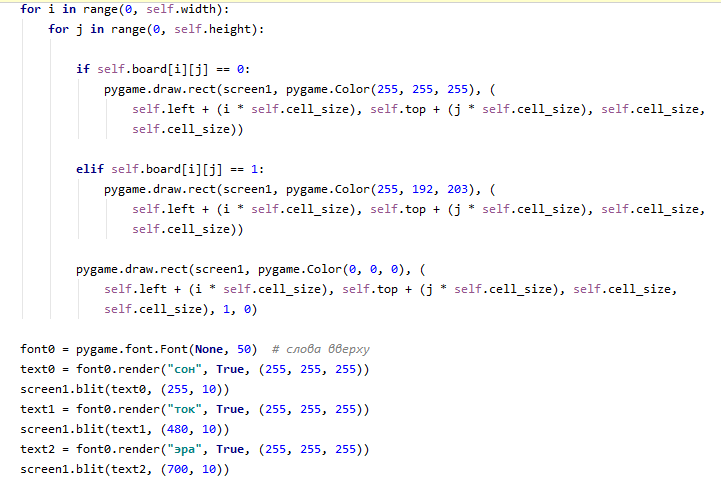 for i in range(0, self.width):
    for j in range(0, self.height):

        if self.board[i][j] == 0:
            pygame.draw.rect(screen1, pygame.Color(255, 255, 255), (
                self.left + (i * self.cell_size), self.top + (j * self.cell_size), self.cell_size,
                self.cell_size))

        elif self.board[i][j] == 1:
            pygame.draw.rect(screen1, pygame.Color(255, 192, 203), (
                self.left + (i * self.cell_size), self.top + (j * self.cell_size), self.cell_size,
                self.cell_size))

        pygame.draw.rect(screen1, pygame.Color(0, 0, 0), (
            self.left + (i * self.cell_size), self.top + (j * self.cell_size), self.cell_size,
            self.cell_size), 1, 0)

font0 = pygame.font.Font(None, 50)  # слова вверху
text0 = font0.render("сон", True, (255, 255, 255))
screen1.blit(text0, (255, 10))
text1 = font0.render("ток", True, (255, 255, 255))
screen1.blit(text1, (480, 10))
text2 = font0.render("эра", True, (255, 255, 255))
screen1.blit(text2, (700, 10))